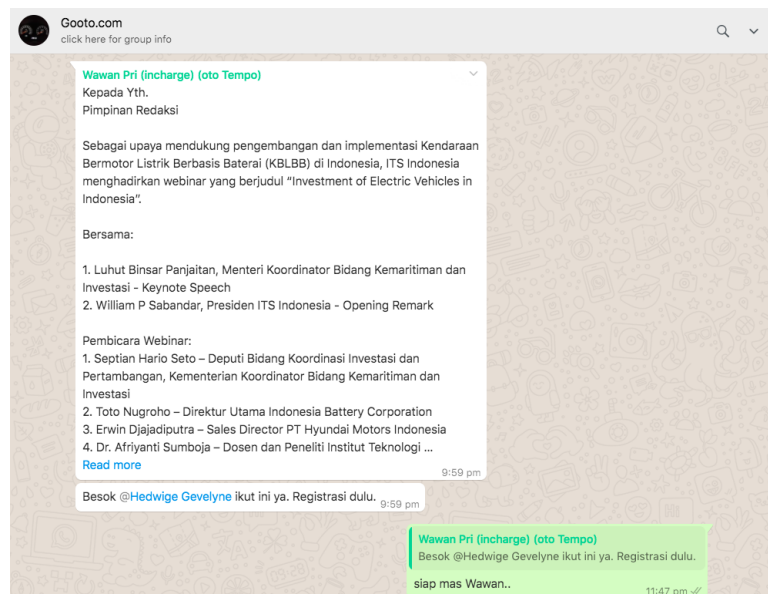 Gooto.com
click here for group info
Wawan Pri (incharge) (oto Tempo)
Kepada Yth.
Pimpinan Redaksi
Sebagai upaya mendukung pengembangan dan implementasi Kendaraan
Bermotor Listrik Berbasis Baterai (KBLBB) di Indonesia, ITS Indonesia
menghadirkan webinar yang berjudul “Investment of Electric Vehicles in
Indonesia”.
Bersama:
1. Luhut Binsar Panjaitan, Menteri Koordinator Bidang Kemaritiman dan
Investasi - Keynote Speech
2. William P Sabandar, Presiden ITS Indonesia - Opening Remark
Pembicara Webinar:
1. Septian Hario Seto – Deputi Bidang Koordinasi Investasi dan
Pertambangan, Kementerian Koordinator Bidang Kemaritiman dan
Investasi
2. Toto Nugroho – Direktur Utama Indonesia Battery Corporation
3. Erwin Djajadiputra – Sales Director PT Hyundai Motors Indonesia
4. Dr. Afriyanti Sumboja – Dosen dan Peneliti Institut Teknologi ...
Read more
9:59 pm
Besok @Hedwige Gevelyne ikut ini ya. Registrasi dulu. 9:59 pm
Wawan Pri (incharge) (oto Tempo)
Besok @Hedwige Gevelyne ikut ini ya. Registrasi dulu.
siap mas Wawan..
11:47 pm